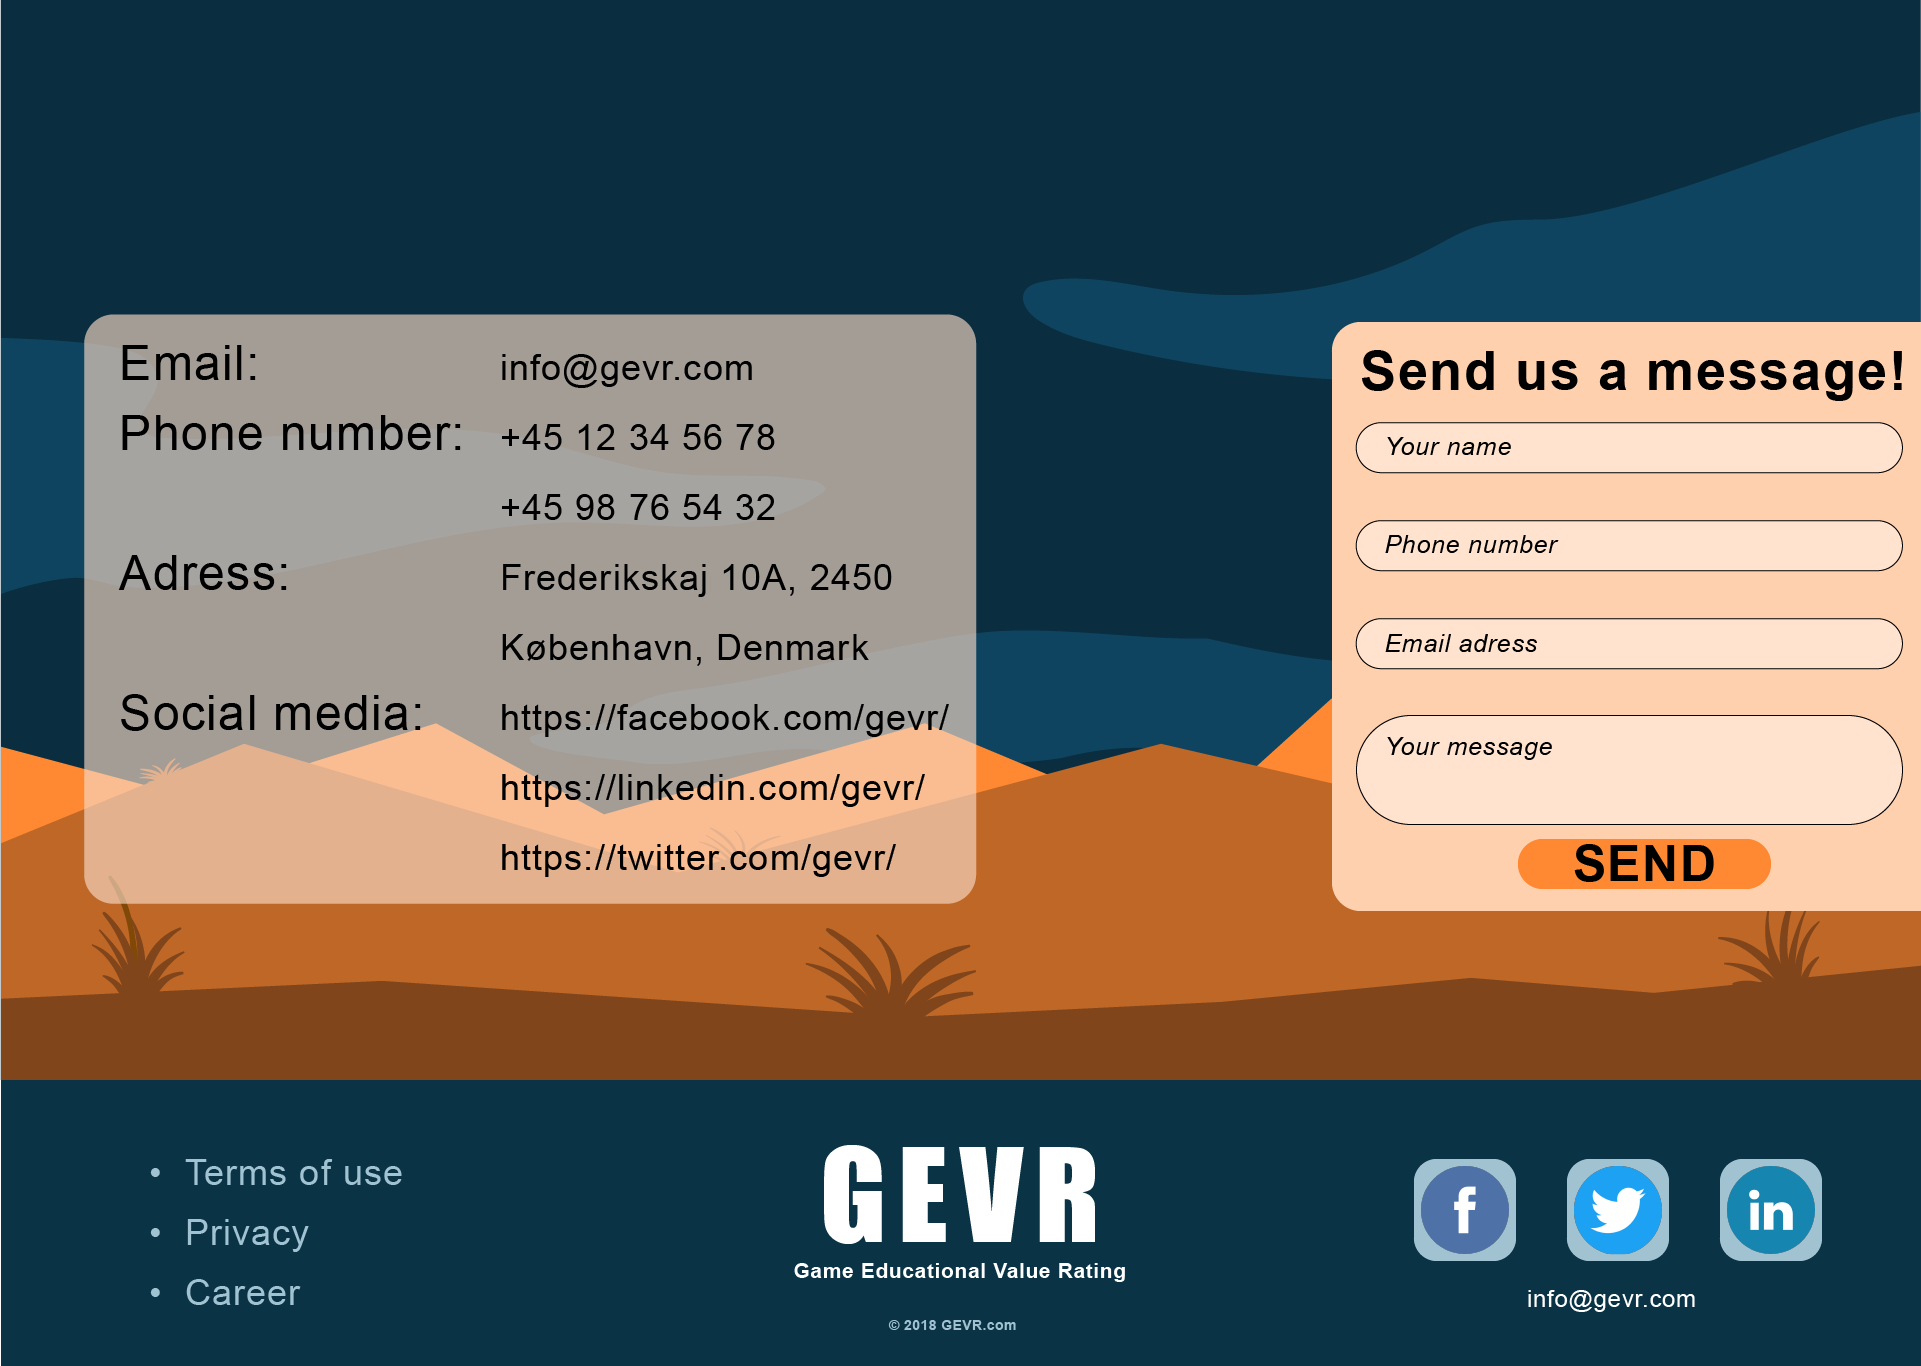 Email: info@gevr.com
Phone number: +45 12 34 56 78
+45 98 76 54 32
Adress: Frederikskaj 10A, 2450
København, Denmark
Social media: https://facebook.com/gevr/
https://linkedin.com/gevr/
https://twitter.com/gevr/
Send us a message!
Your name
Phone number
Email adress
Your message
SEND
• Terms of use
• Privacy
• Career
GEVR
Game Educational Value Rating
© 2018 GEVR.com
f
in
info@gevr.com